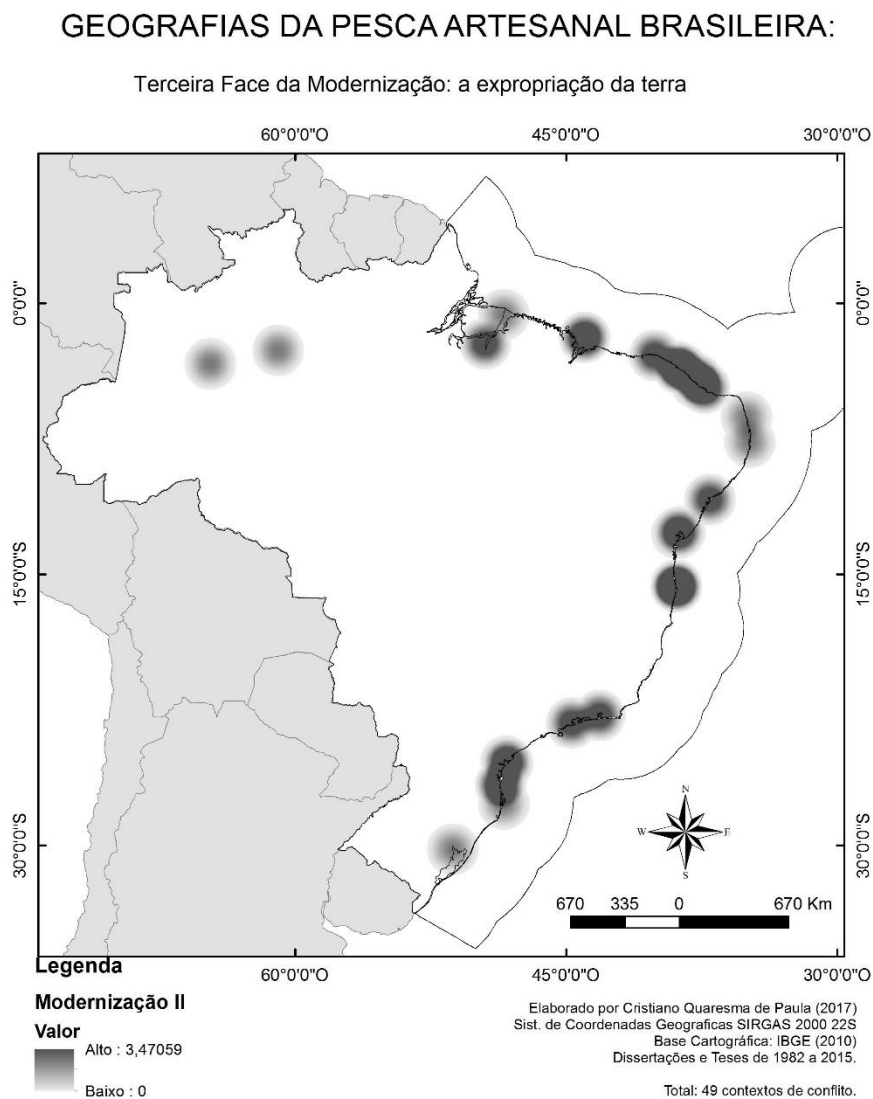 GEOGRAFIAS DA PESCA ARTESANAL BRASILEIRA:
Terceira Face da Modernização: a expropriação da terra
60°0'0"O 45°0'0"O 30°0'0"O
0°0'0" 0°0'0"
15°0'0"S 15°0'0"S
30°0'0"S 30°0'0"S
N
W E
S
670 335 0 670 Km
60°0'0"O 45°0'0"O 30°0'0"O
Legenda
Modernização II
Valor
Alto : 3,47059
Baixo : 0
Elaborado por Cristiano Quaresma de Paula (2017)
Sist. de Coordenadas Geograficas SIRGAS 2000 22S
Base Cartográfica: IBGE (2010)
Dissertações e Teses de 1982 a 2015.
Total: 49 contextos de conflito.